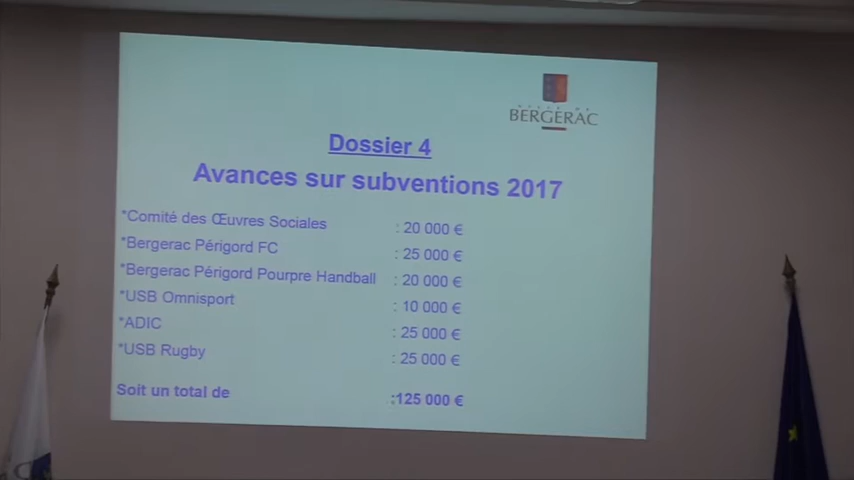 VILLE DE
BERGERAC
Dossier 4
Avances sur subventions 2017
*Comité des Œuvres Sociales : 20 000 €
*Bergerac Périgord FC : 25 000 €
*Bergerac Périgord Pourpre Handball : 20 000 €
*USB Omnisport : 10 000 €
*ADIC : 25 000 €
*USB Rugby : 25 000 €
Soit un total de :125 000 €